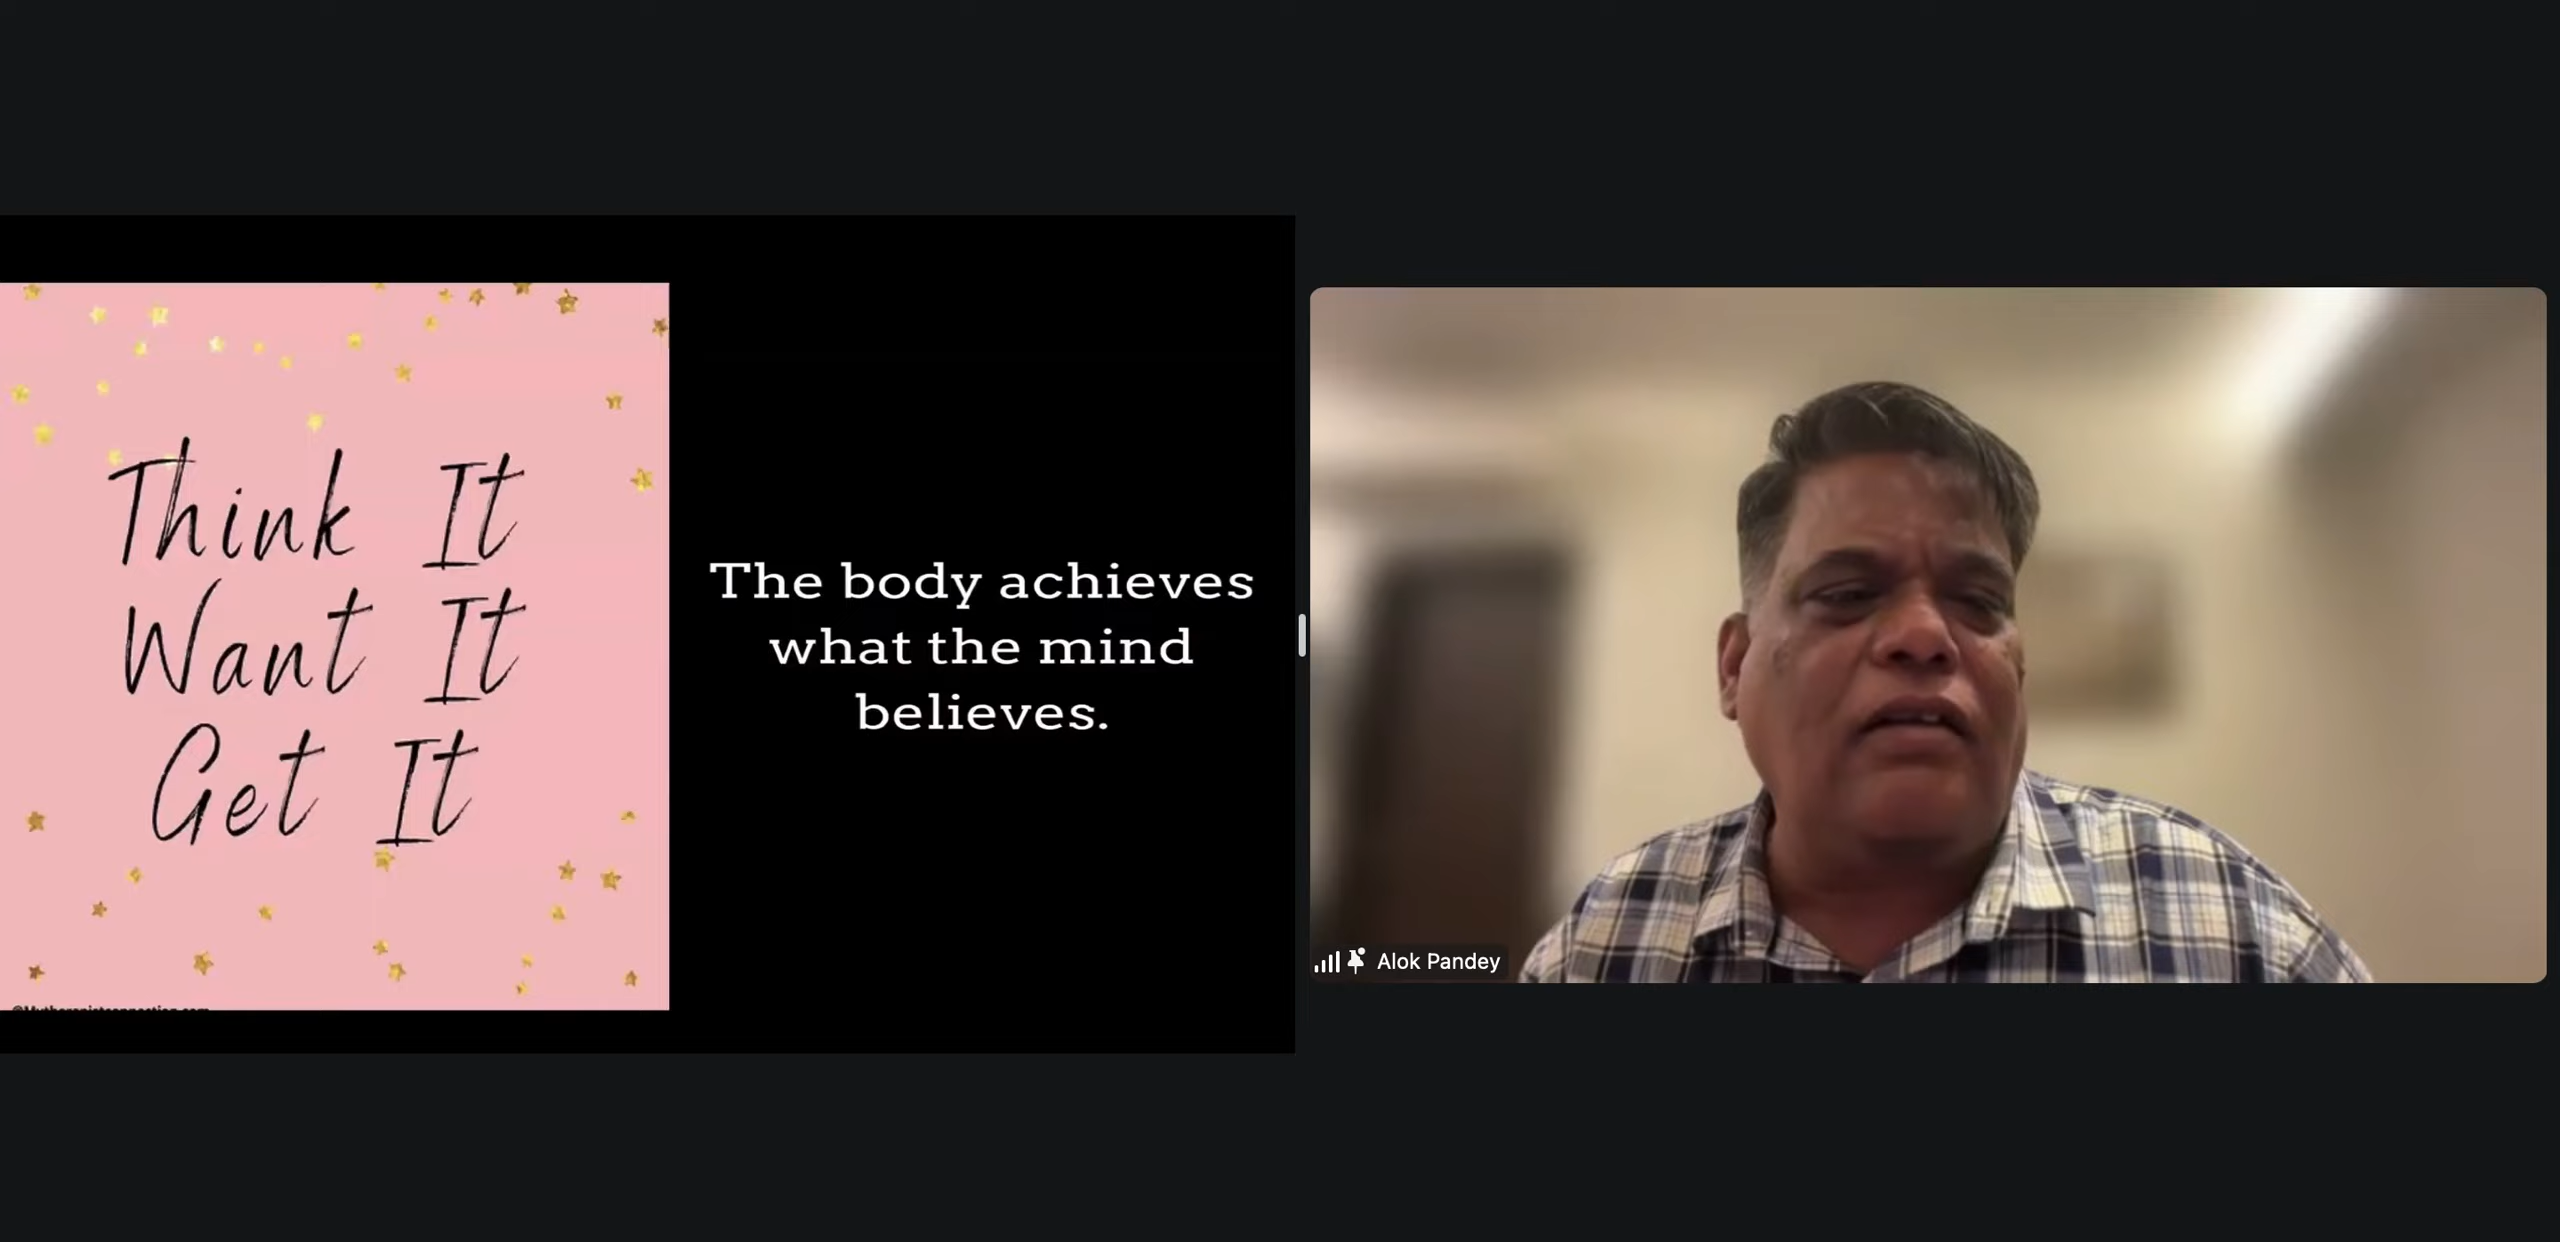 Think It
Want It
Get It
The body achieves
what the mind
believes.
Alok Pandey